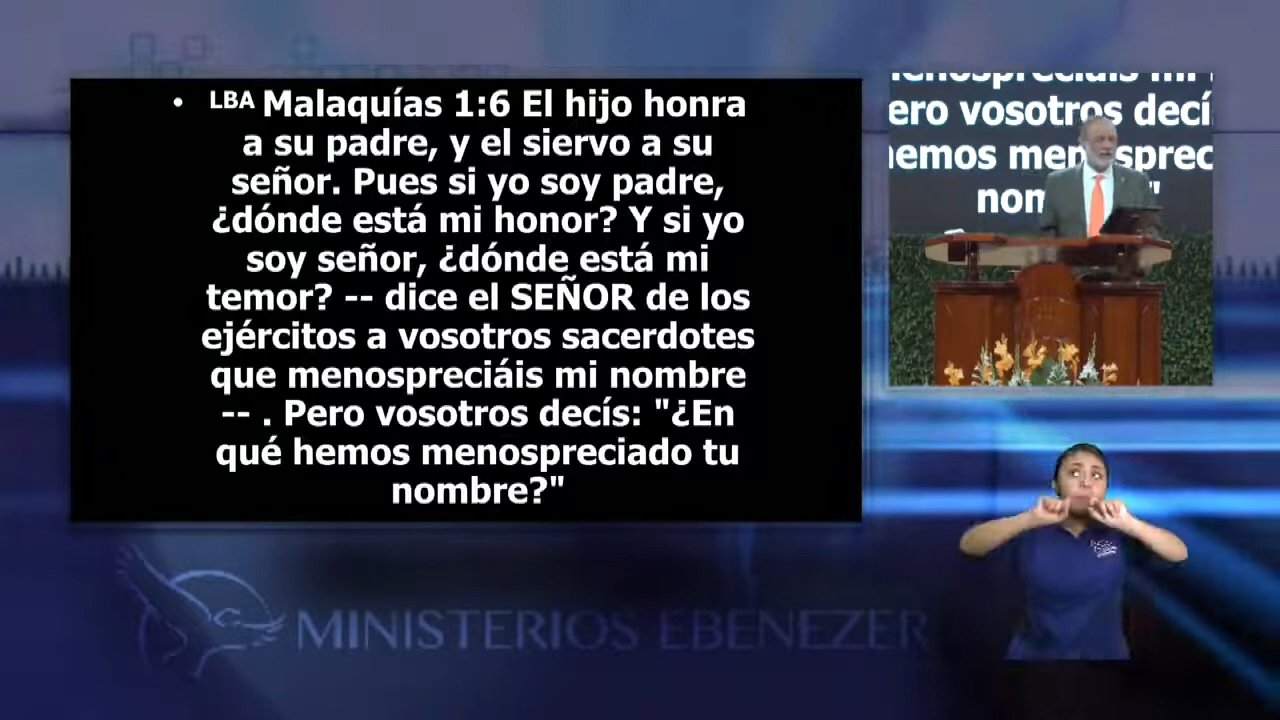 • LBA Malaquías 1:6 El hijo honra
a su padre, y el siervo a su
señor. Pues si yo soy padre,
¿dónde está mi honor? Y si yo
soy señor, ¿dónde está mi
temor? -- dice el SEÑOR de los
ejércitos a vosotros sacerdotes
que menospreciáis mi nombre
-- . Pero vosotros decís: "¿En
qué hemos menospreciado tu
nombre?"
menospreciáis mi
ero vosotros decí
hemos menosprec
nom "
MINISTERIOS EBENEZER